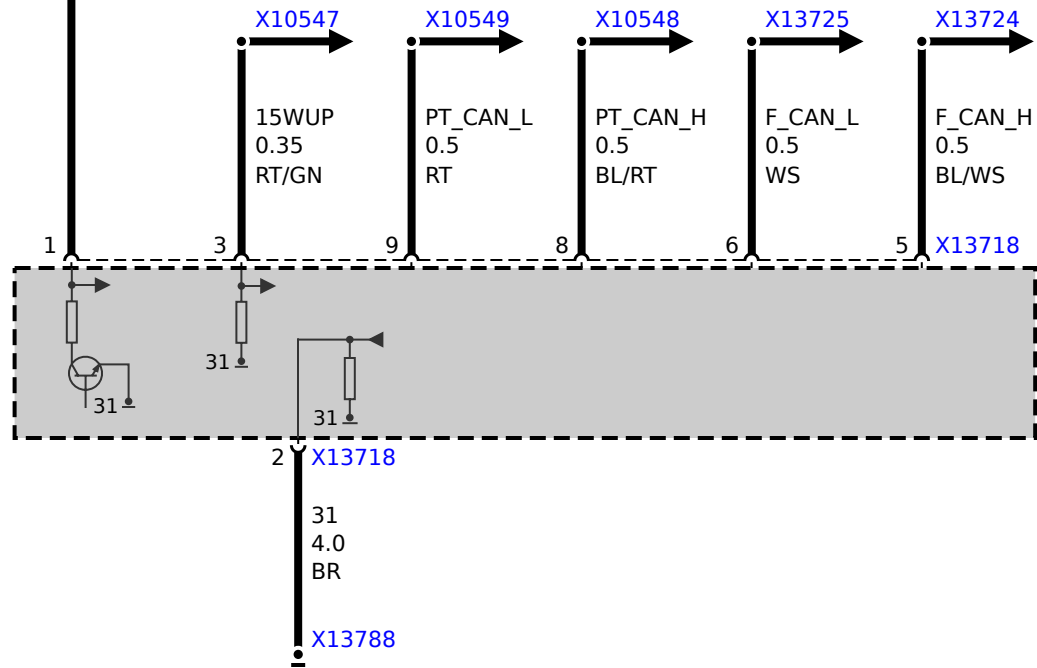 X10547 X10549 X10548 X13725 X13724
15WUP PT_CAN_L PT_CAN_H F_CAN_L F_CAN_H
0.35 0.5 0.5 0.5 0.5
RT/GN RT BL/RT WS BL/WS
1 3 9 8 6 5 X13718
31
31
31
2 X13718
31
4.0
BR
X13788